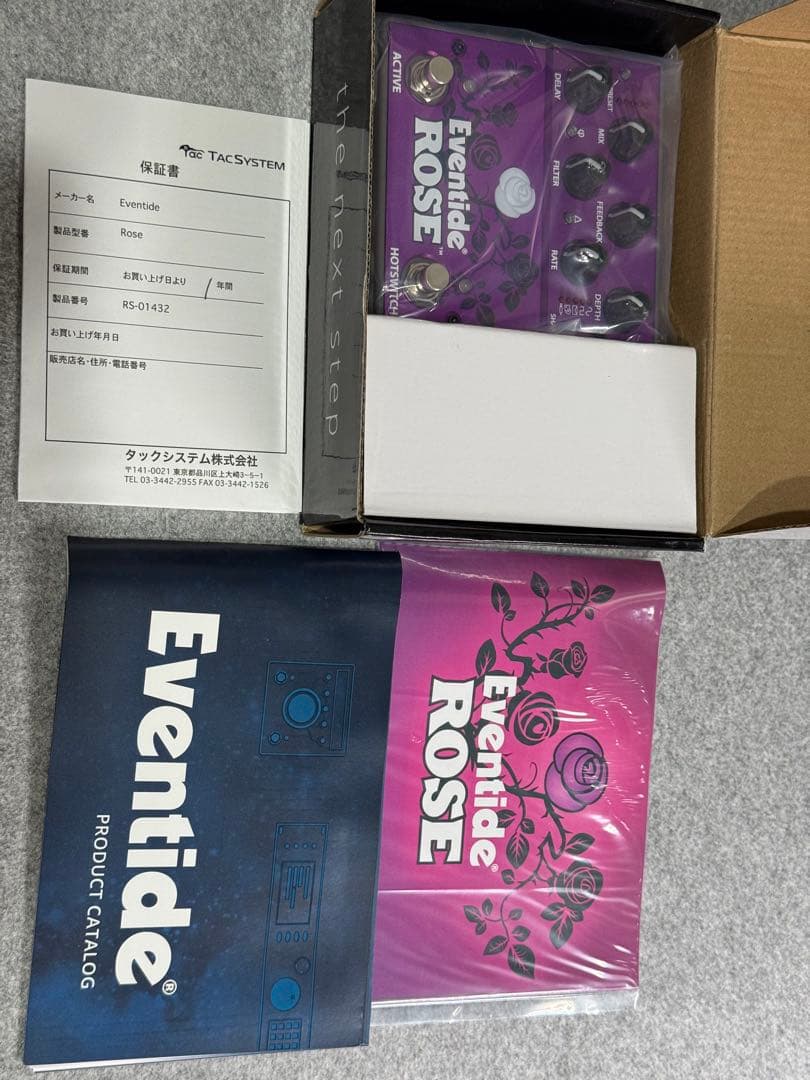 Tac TACSYSTEM
保証書
メーカー名 Eventide
製品型番 Rose
保証期間 お買い上げ日より 1 年間
製品番号 RS-01432
お買い上げ年月日
販売店名・住所・電話番号
タックシステム株式会社
〒141-0021 東京都品川区上大崎3-5-1
TEL 03-3442-2955 FAX 03-3442-1526
the next step
PRESET
MIX
FEEDBACK
DEPTH
DELAY
FILTER
RATE
Eventide®
ROSE™
ACTIVE
HOTSWITCH
Eventide®
ROSE
Eventide®
PRODUCT CATALOG